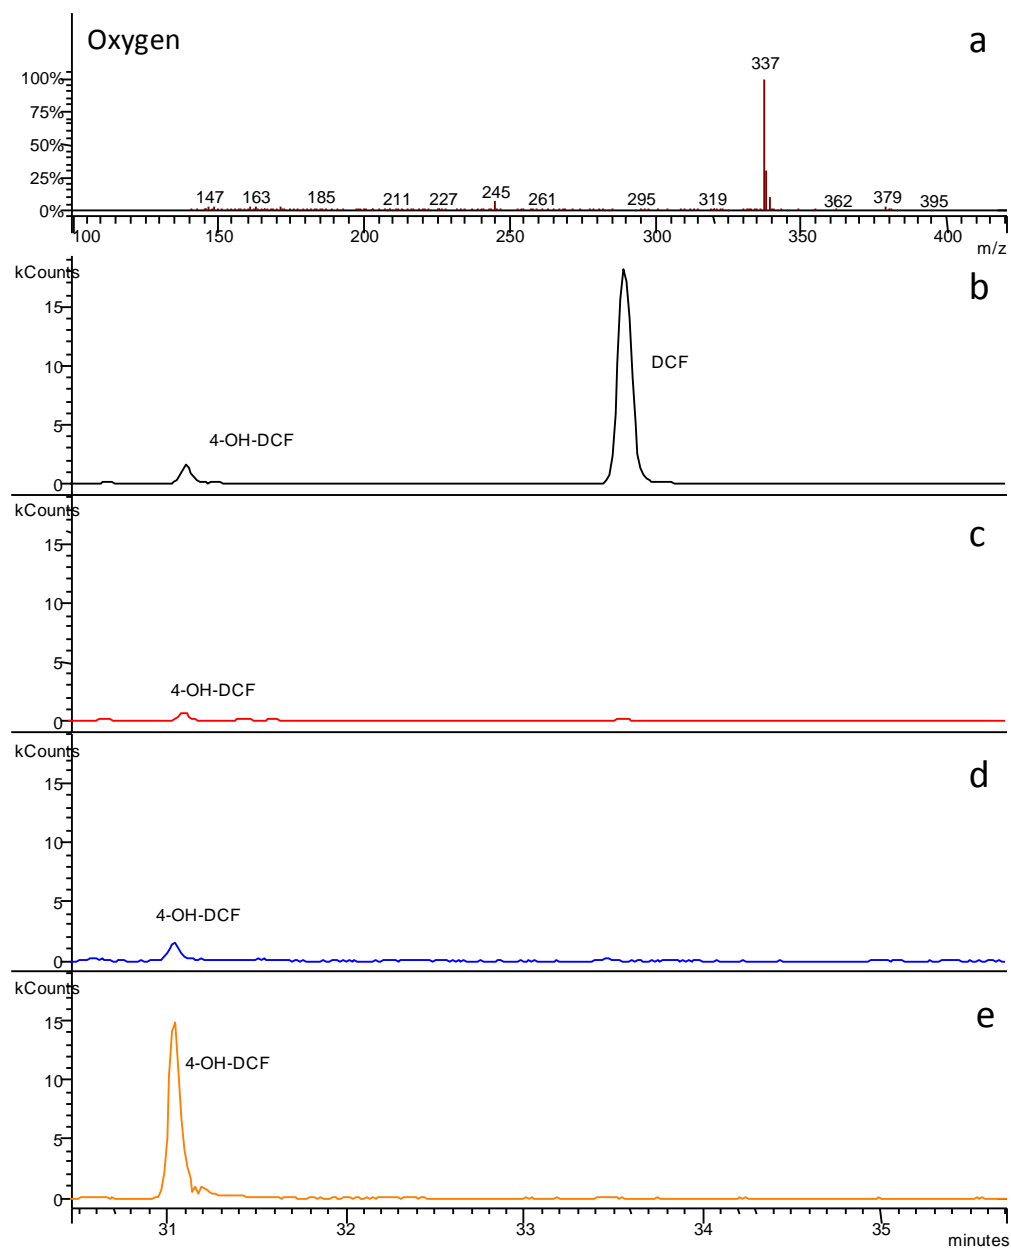 Oxygen
a
337
100%
75%
50%
25%
0%
147 163 185 211 227 245 261 295 319 362 379 395
100 150 200 250 300 350 400
m/z
kCounts
b
15
10
5
0
DCF
4-OH-DCF
kCounts
c
15
10
5
0
4-OH-DCF
kCounts
d
15
10
5
0
4-OH-DCF
kCounts
e
15
10
5
0
4-OH-DCF
31 32 33 34 35
minutes